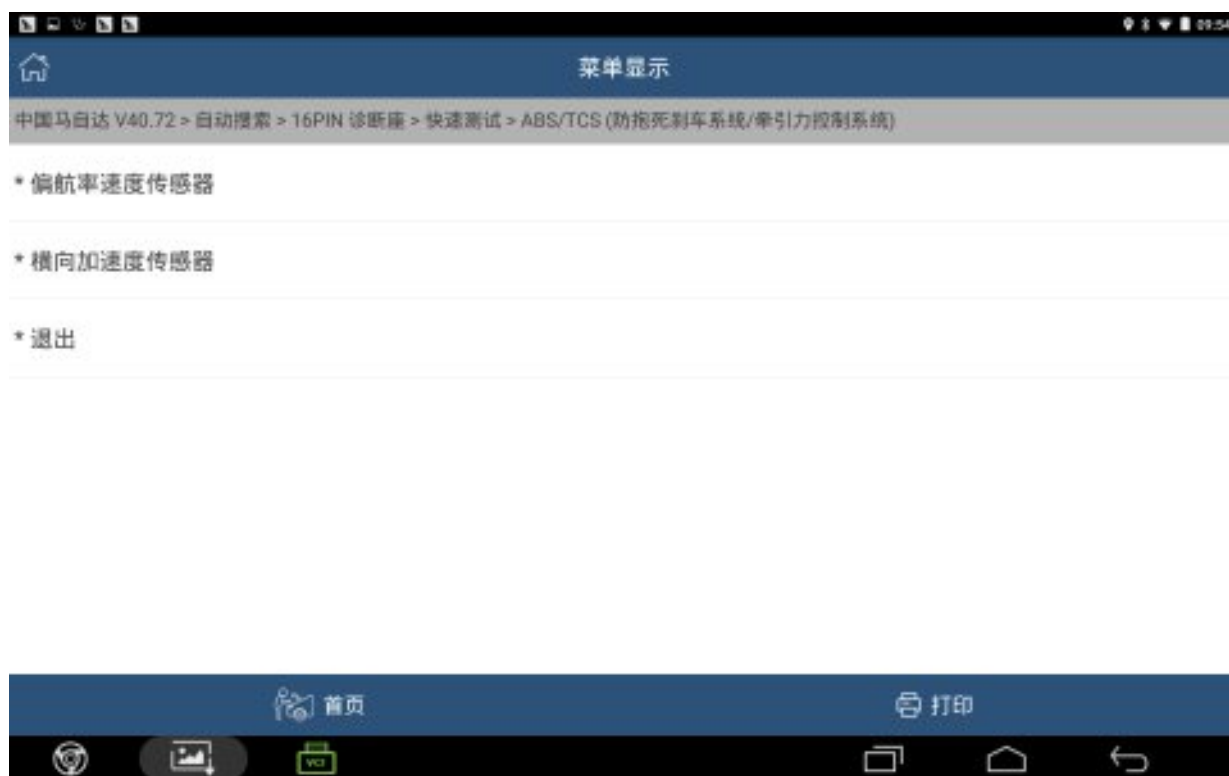 09:54
菜单显示
中国马自达 V40.72 > 自动搜索 > 16PIN 诊断座 > 快速测试 > ABS/TCS (防抱死刹车系统/牵引力控制系统)
* 偏航率速度传感器
* 横向加速度传感器
* 退出
首页
打印
VCI